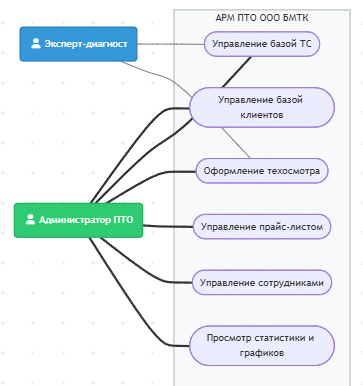 АРМ ПТО ООО БМТК
Эксперт-диагност
Управление базой ТС
Управление базой
клиентов
Оформление техосмотра
Администратор ПТО
Управление прайс-листом
Управление сотрудниками
Просмотр статистики и
графиков